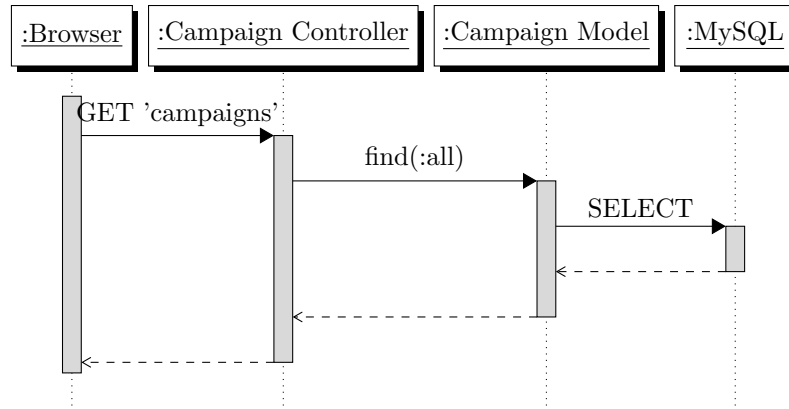 :Browser
:Campaign Controller
:Campaign Model
:MySQL
GET 'campaigns'
find(:all)
SELECT